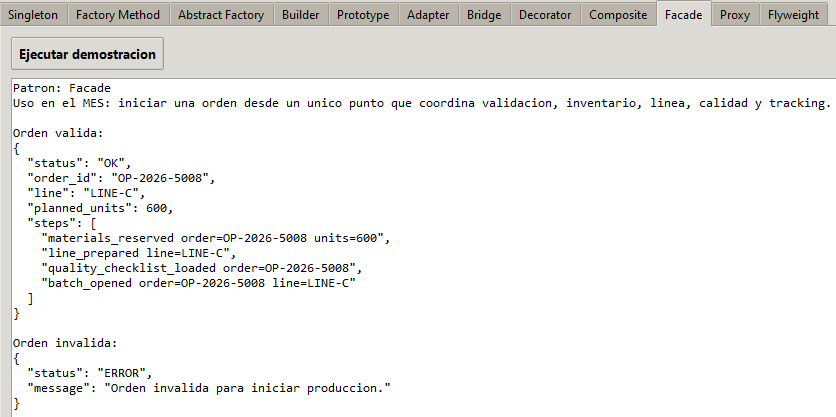 Singleton Factory Method Abstract Factory Builder Prototype Adapter Bridge Decorator Composite Facade Proxy Flyweight
Ejecutar demostracion
Patron: Facade
Uso en el MES: iniciar una orden desde un unico punto que coordina validacion, inventario, linea, calidad y tracking.
Orden valida:
{
  "status": "OK",
  "order_id": "OP-2026-5008",
  "line": "LINE-C",
  "planned_units": 600,
  "steps": [
    "materials_reserved order=OP-2026-5008 units=600",
    "line_prepared line=LINE-C",
    "quality_checklist_loaded order=OP-2026-5008",
    "batch_opened order=OP-2026-5008 line=LINE-C"
  ]
}
Orden invalida:
{
  "status": "ERROR",
  "message": "Orden invalida para iniciar produccion."
}